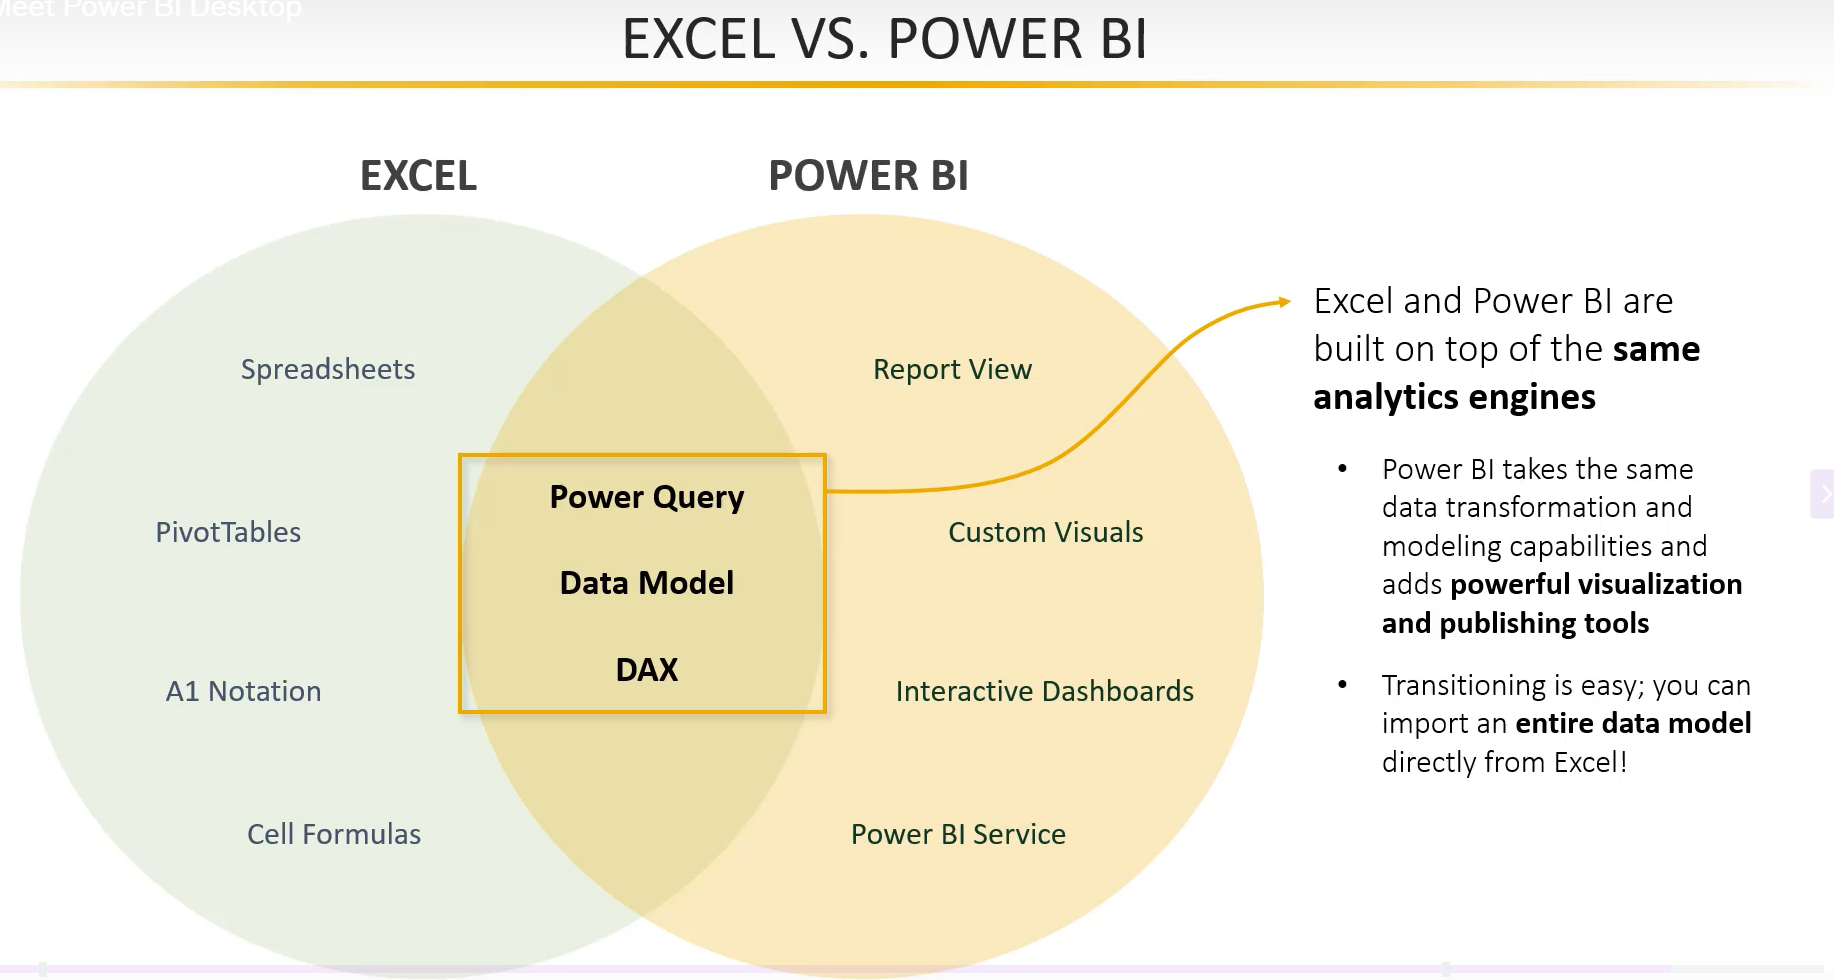 Meet Power BI Desktop
EXCEL VS. POWER BI
EXCEL
POWER BI
Spreadsheets
PivotTables
A1 Notation
Cell Formulas
Power Query
Data Model
DAX
Report View
Custom Visuals
Interactive Dashboards
Power BI Service
Excel and Power BI are
built on top of the same
analytics engines
• Power BI takes the same
data transformation and
modeling capabilities and
adds powerful visualization
and publishing tools
• Transitioning is easy; you can
import an entire data model
directly from Excel!